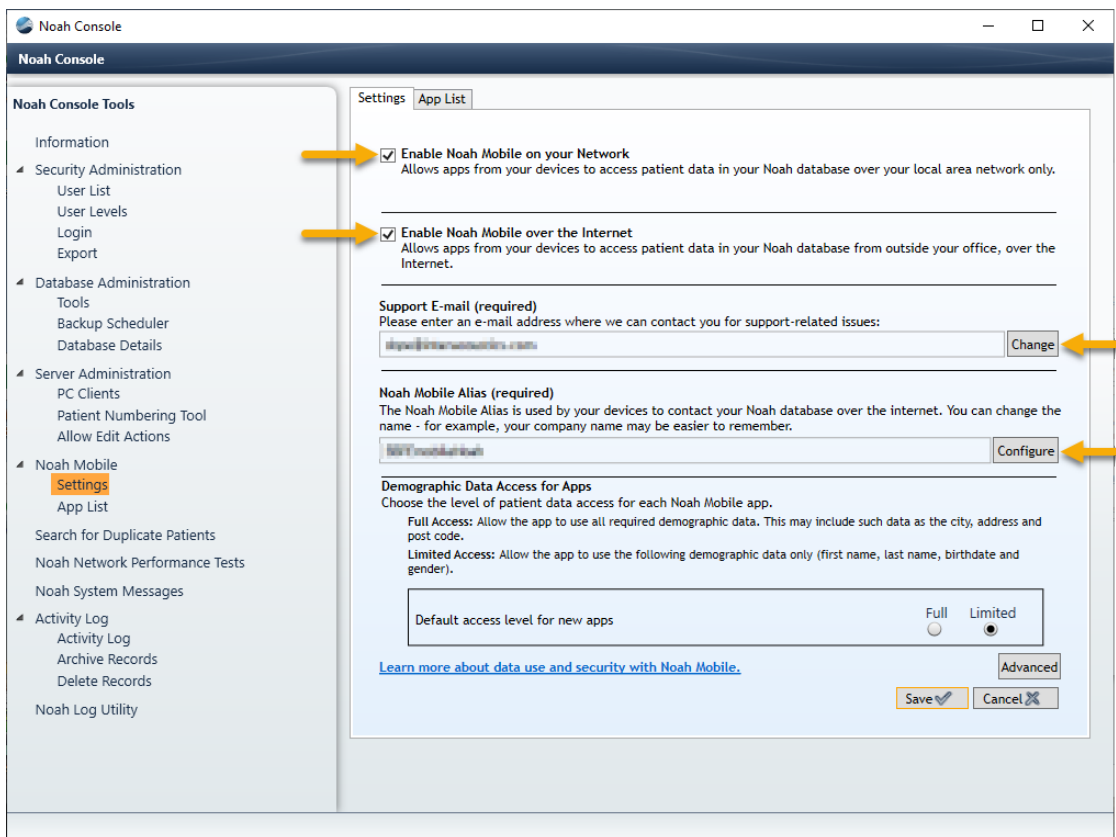 Noah Console
Noah Console
Noah Console Tools
Information
Security Administration
User List
User Levels
Login
Export
Database Administration
Tools
Backup Scheduler
Database Details
Server Administration
PC Clients
Patient Numbering Tool
Allow Edit Actions
Noah Mobile
Settings
App List
Search for Duplicate Patients
Noah Network Performance Tests
Noah System Messages
Activity Log
Activity Log
Archive Records
Delete Records
Noah Log Utility
Settings App List
Enable Noah Mobile on your Network
Allows apps from your devices to access patient data in your Noah database over your local area network only.
Enable Noah Mobile over the Internet
Allows apps from your devices to access patient data in your Noah database from outside your office, over the
Internet.
Support E-mail (required)
Please enter an e-mail address where we can contact you for support-related issues:
Change
Noah Mobile Alias (required)
The Noah Mobile Alias is used by your devices to contact your Noah database over the internet. You can change the
name - for example, your company name may be easier to remember.
Configure
Demographic Data Access for Apps
Choose the level of patient data access for each Noah Mobile app.
Full Access: Allow the app to use all required demographic data. This may include such data as the city, address and
post code.
Limited Access: Allow the app to use the following demographic data only (first name, last name, birthdate and
gender).
Full Limited
Default access level for new apps
Learn more about data use and security with Noah Mobile.
Advanced
Save Cancel